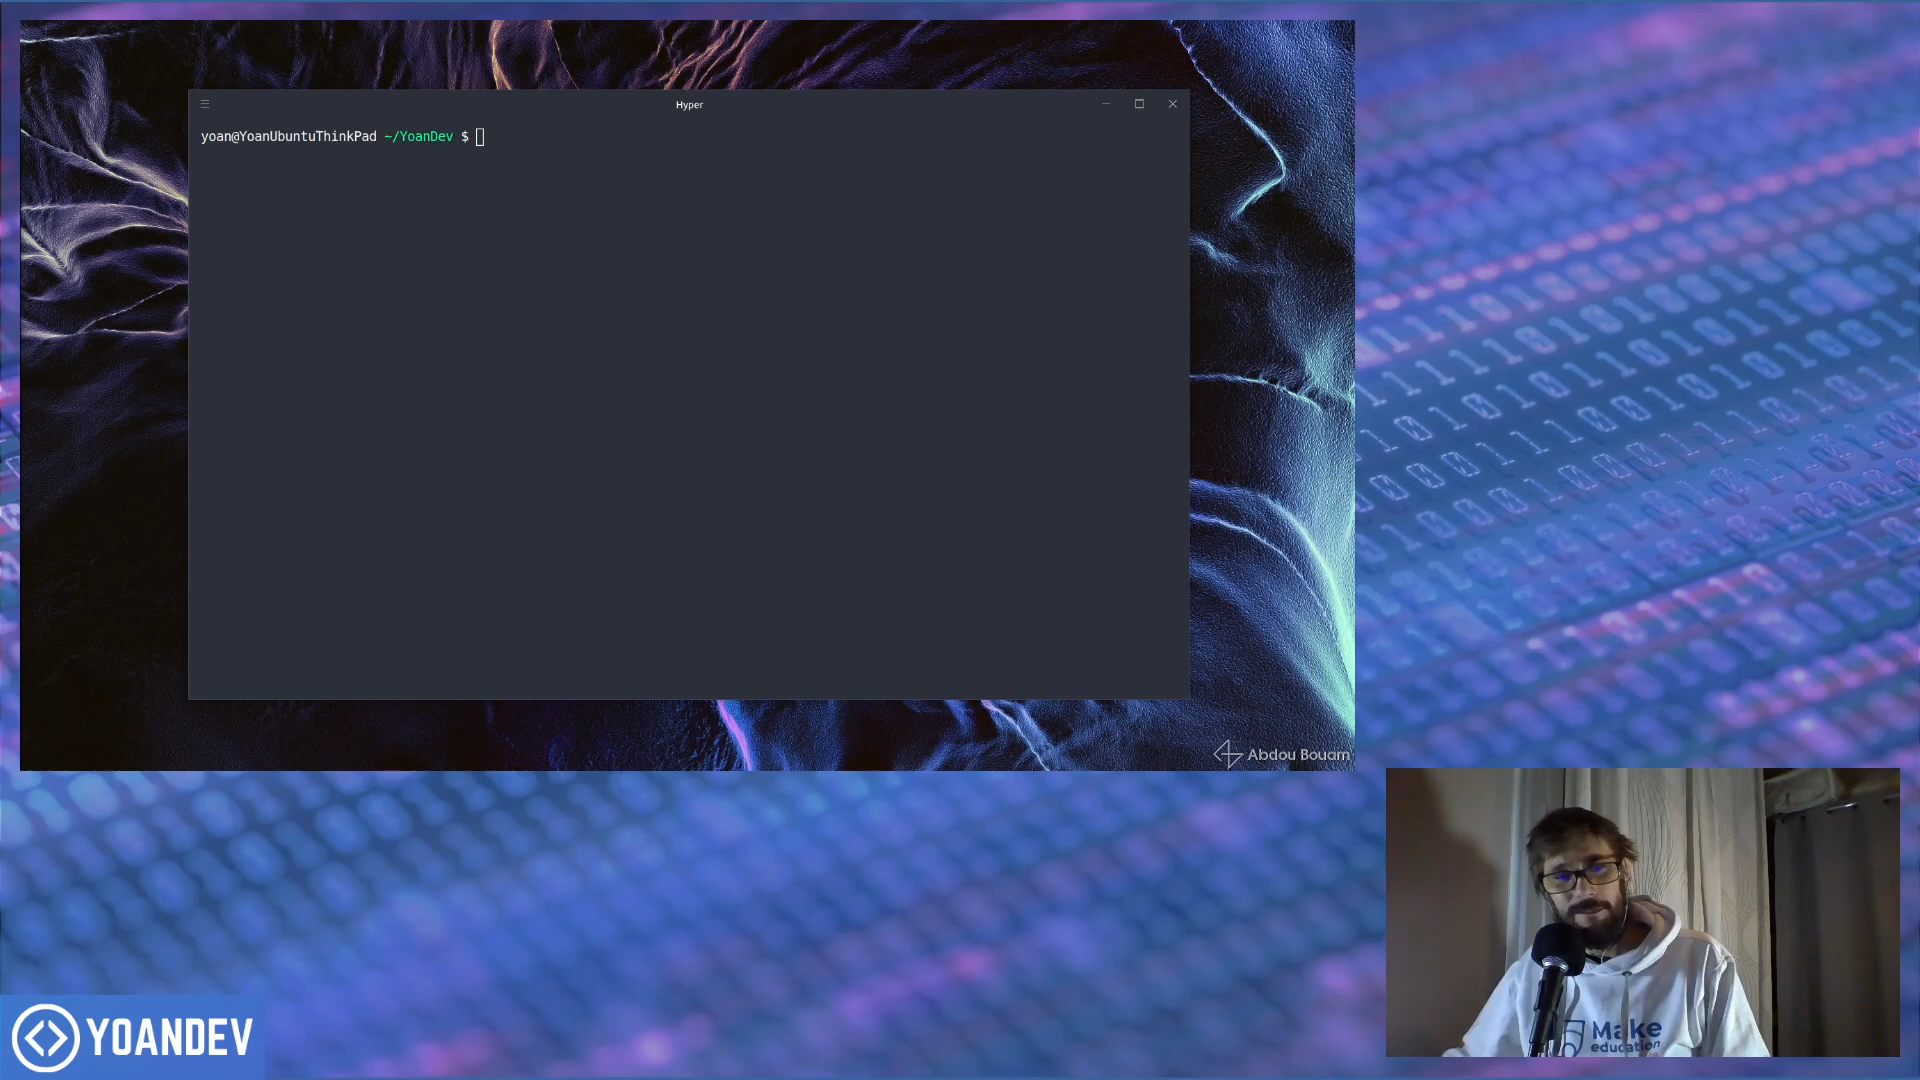 Hyper
yoan@YoanUbuntuThinkPad ~/YoanDev $
Abdou Bouam
Make
education
YOANDEV